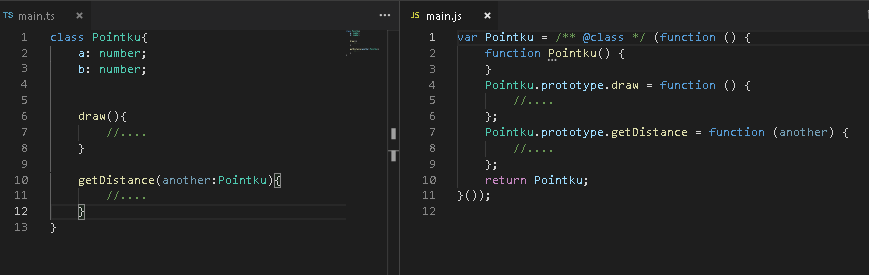 TS main.ts × ...
1 class Pointku{
2 a: number;
3 b: number;
4
5
6 draw(){
7 //....
8 }
9
10 getDistance(another:Pointku){
11 //....
12 }
13 }
JS main.js ×
1 var Pointku = /** @class */ (function () {
2 function Pointku() {
3 }
4 Pointku.prototype.draw = function () {
5 //....
6 };
7 Pointku.prototype.getDistance = function (another) {
8 //....
9 };
10 return Pointku;
11 }());
12